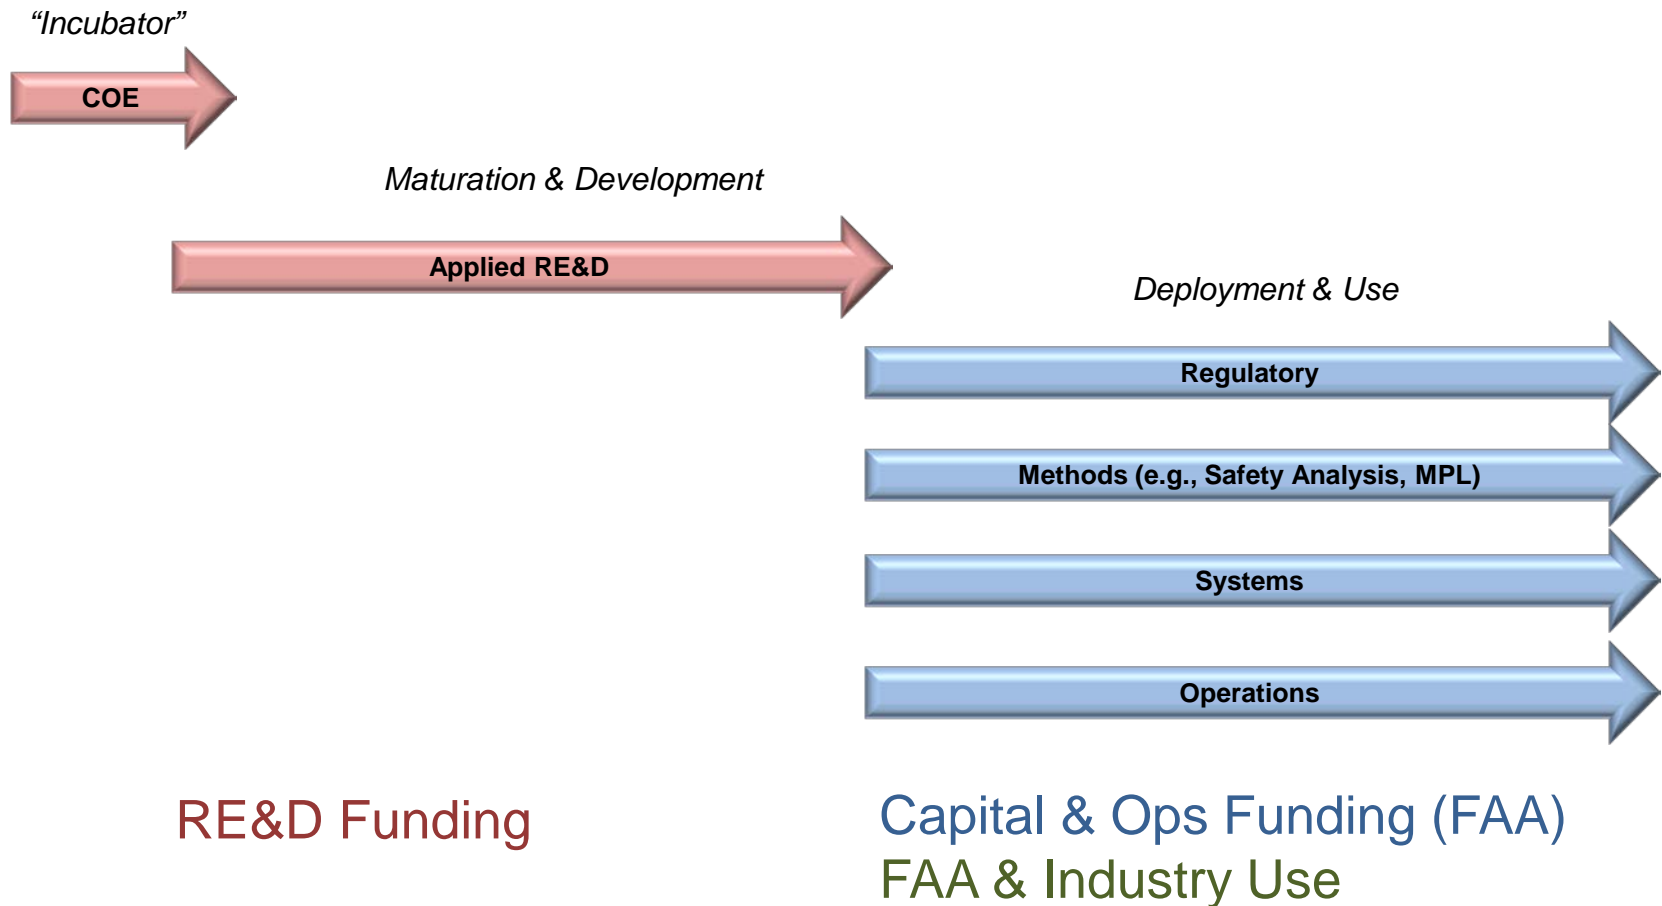 “Incubator”
COE
Maturation & Development
Applied RE&D
Deployment & Use
Regulatory
Methods (e.g., Safety Analysis, MPL)
Systems
Operations
RE&D Funding
Capital & Ops Funding (FAA)
FAA & Industry Use